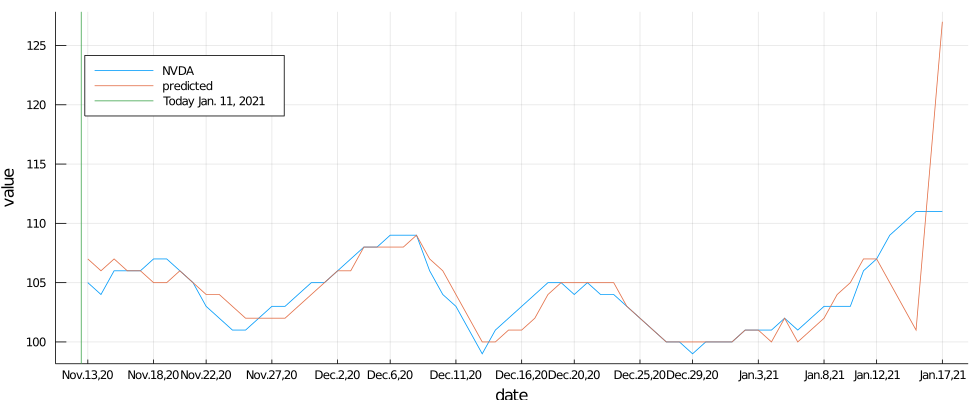 125
120
115
110
105
100
value
NVDA
predicted
Today Jan. 11, 2021
Nov.13,20 Nov.18,20 Nov.22,20 Nov.27,20 Dec.2,20 Dec.6,20 Dec.11,20 Dec.16,20 Dec.20,20 Dec.25,20 Dec.29,20 Jan.3,21 Jan.8,21 Jan.12,21 Jan.17,21
date